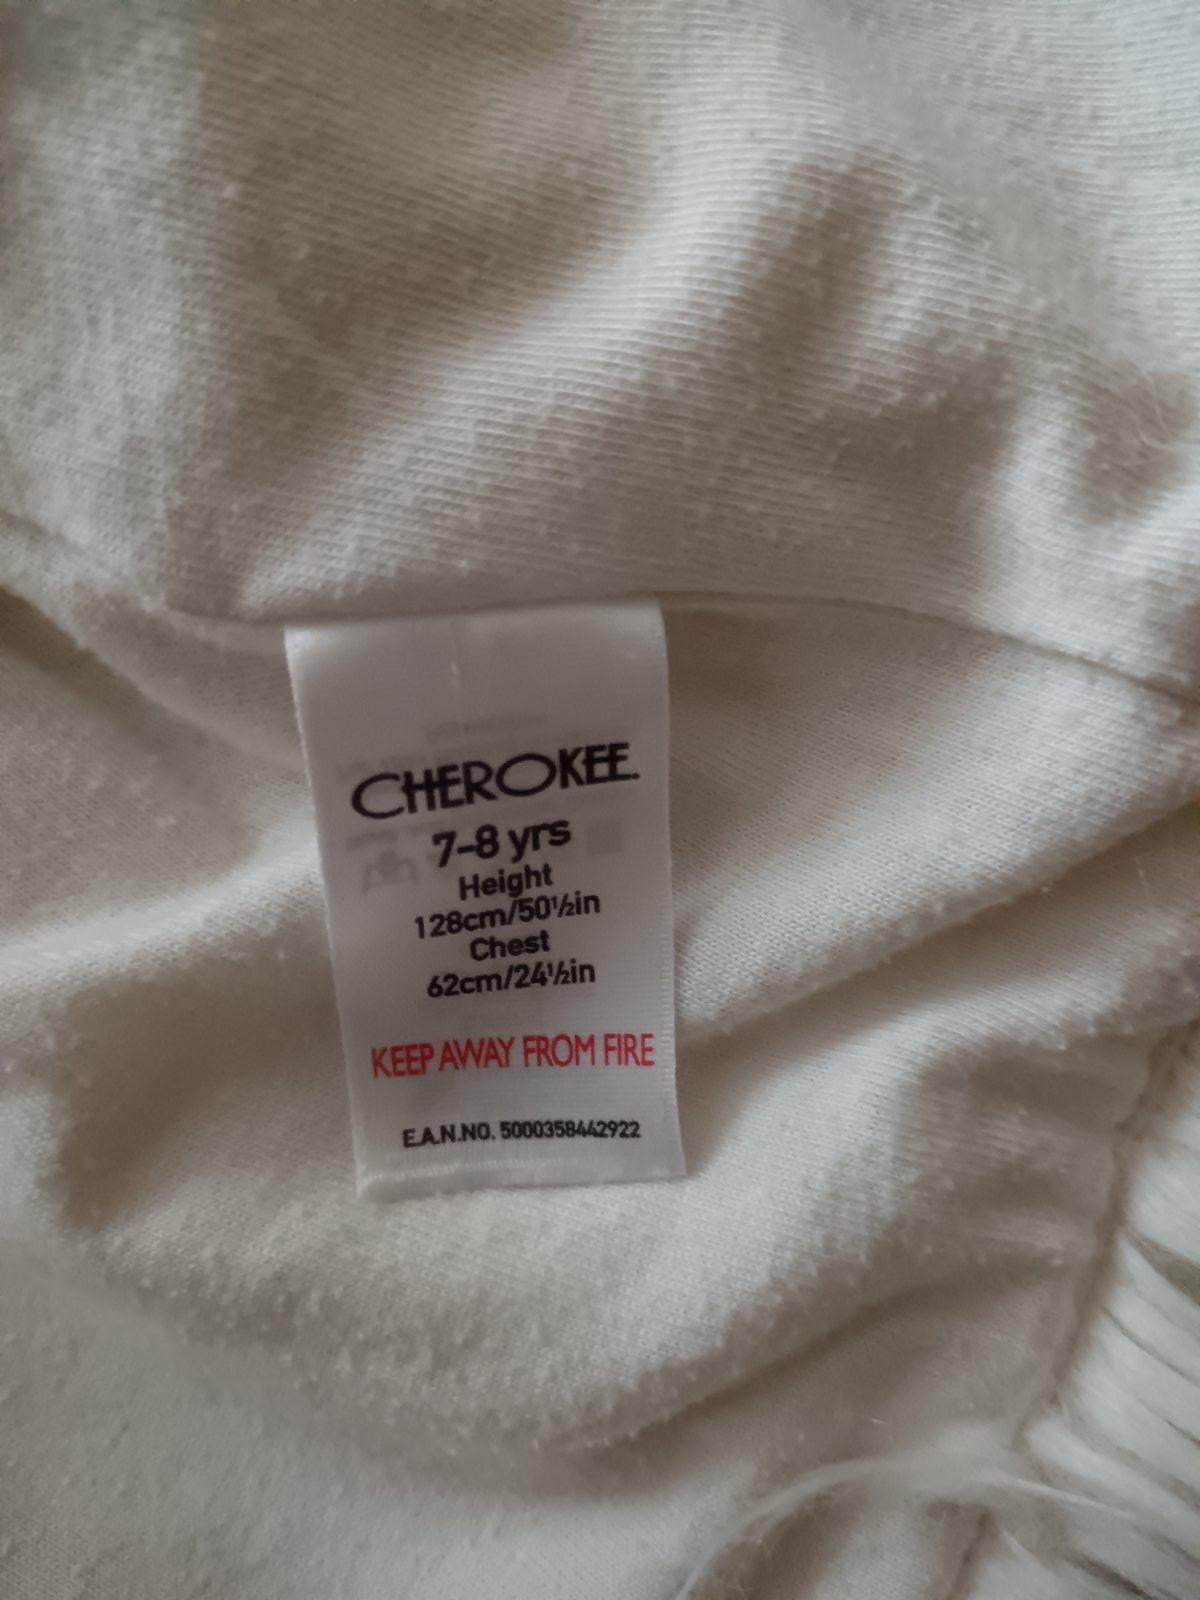 CHEROKEE.
7-8 yrs
Height
128cm/50½in
Chest
62cm/24½in
KEEP AWAY FROM FIRE
E.A.N.NO. 5000358442922